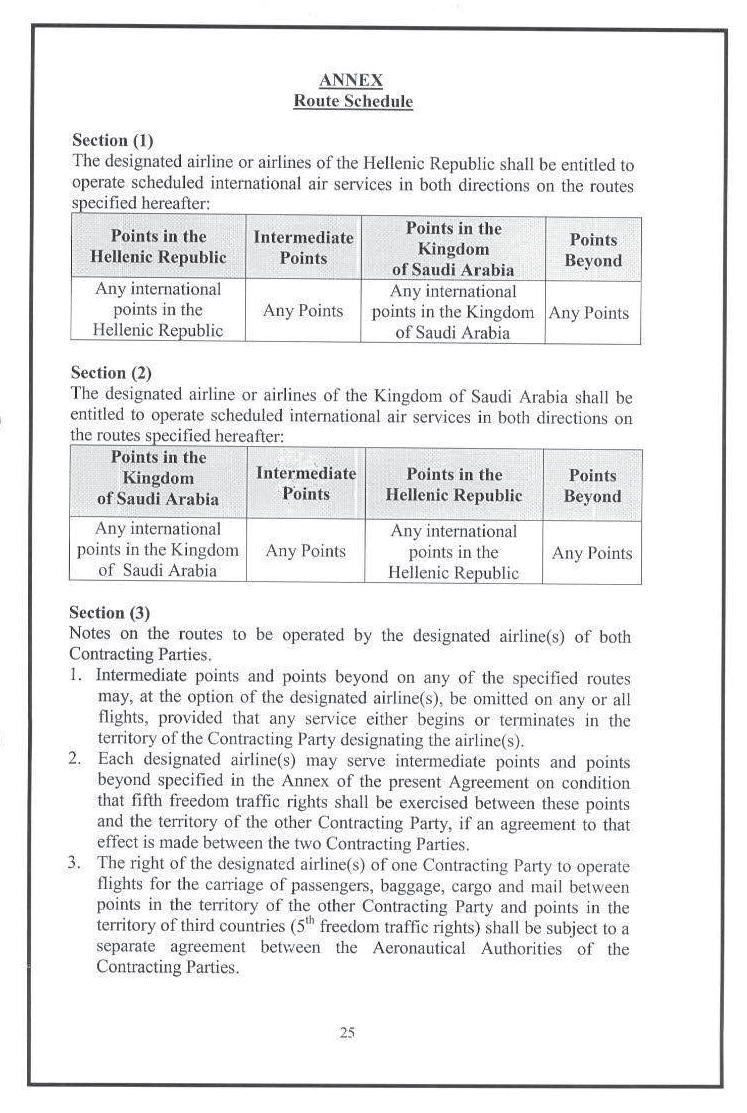 ANNEX
Route Schedule
Section (1)
The designated airline or airlines of the Hellenic Republic shall be entitled to
operate scheduled international air services in both directions on the routes
specified hereafter:
Points in the
Hellenic Republic
Intermediate
Points
Points in the
Kingdom
of Saudi Arabia
Points
Beyond
Any international
points in the
Hellenic Republic
Any Points
Any international
points in the Kingdom
of Saudi Arabia
Any Points
Section (2)
The designated airline or airlines of the Kingdom of Saudi Arabia shall be
entitled to operate scheduled international air services in both directions on
the routes specified hereafter:
Points in the
Kingdom
of Saudi Arabia
Intermediate
Points
Points in the
Hellenic Republic
Points
Beyond
Any international
points in the Kingdom
of Saudi Arabia
Any Points
Any international
points in the
Hellenic Republic
Any Points
Section (3)
Notes on the routes to be operated by the designated airline(s) of both
Contracting Parties.
1. Intermediate points and points beyond on any of the specified routes
may, at the option of the designated airline(s), be omitted on any or all
flights, provided that any service either begins or terminates in the
territory of the Contracting Party designating the airline(s).
2. Each designated airline(s) may serve intermediate points and points
beyond specified in the Annex of the present Agreement on condition
that fifth freedom traffic rights shall be exercised between these points
and the territory of the other Contracting Party, if an agreement to that
effect is made between the two Contracting Parties.
3. The right of the designated airline(s) of one Contracting Party to operate
flights for the carriage of passengers, baggage, cargo and mail between
points in the territory of the other Contracting Party and points in the
territory of third countries (5th freedom traffic rights) shall be subject to a
separate agreement between the Aeronautical Authorities of the
Contracting Parties.
25